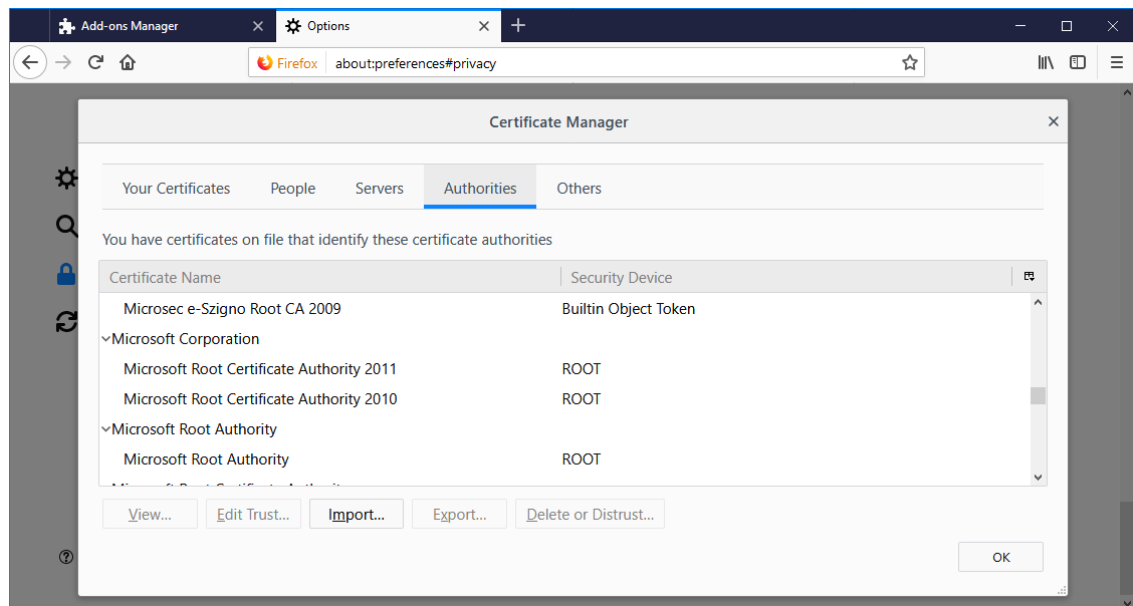 Add-ons Manager
Options
Firefox about:preferences#privacy
Certificate Manager
Your Certificates People Servers Authorities Others
You have certificates on file that identify these certificate authorities
Certificate Name Security Device
Microsec e-Szigno Root CA 2009 Builtin Object Token
Microsoft Corporation
Microsoft Root Certificate Authority 2011 ROOT
Microsoft Root Certificate Authority 2010 ROOT
Microsoft Root Authority
Microsoft Root Authority ROOT
View... Edit Trust... Import... Export... Delete or Distrust...
OK